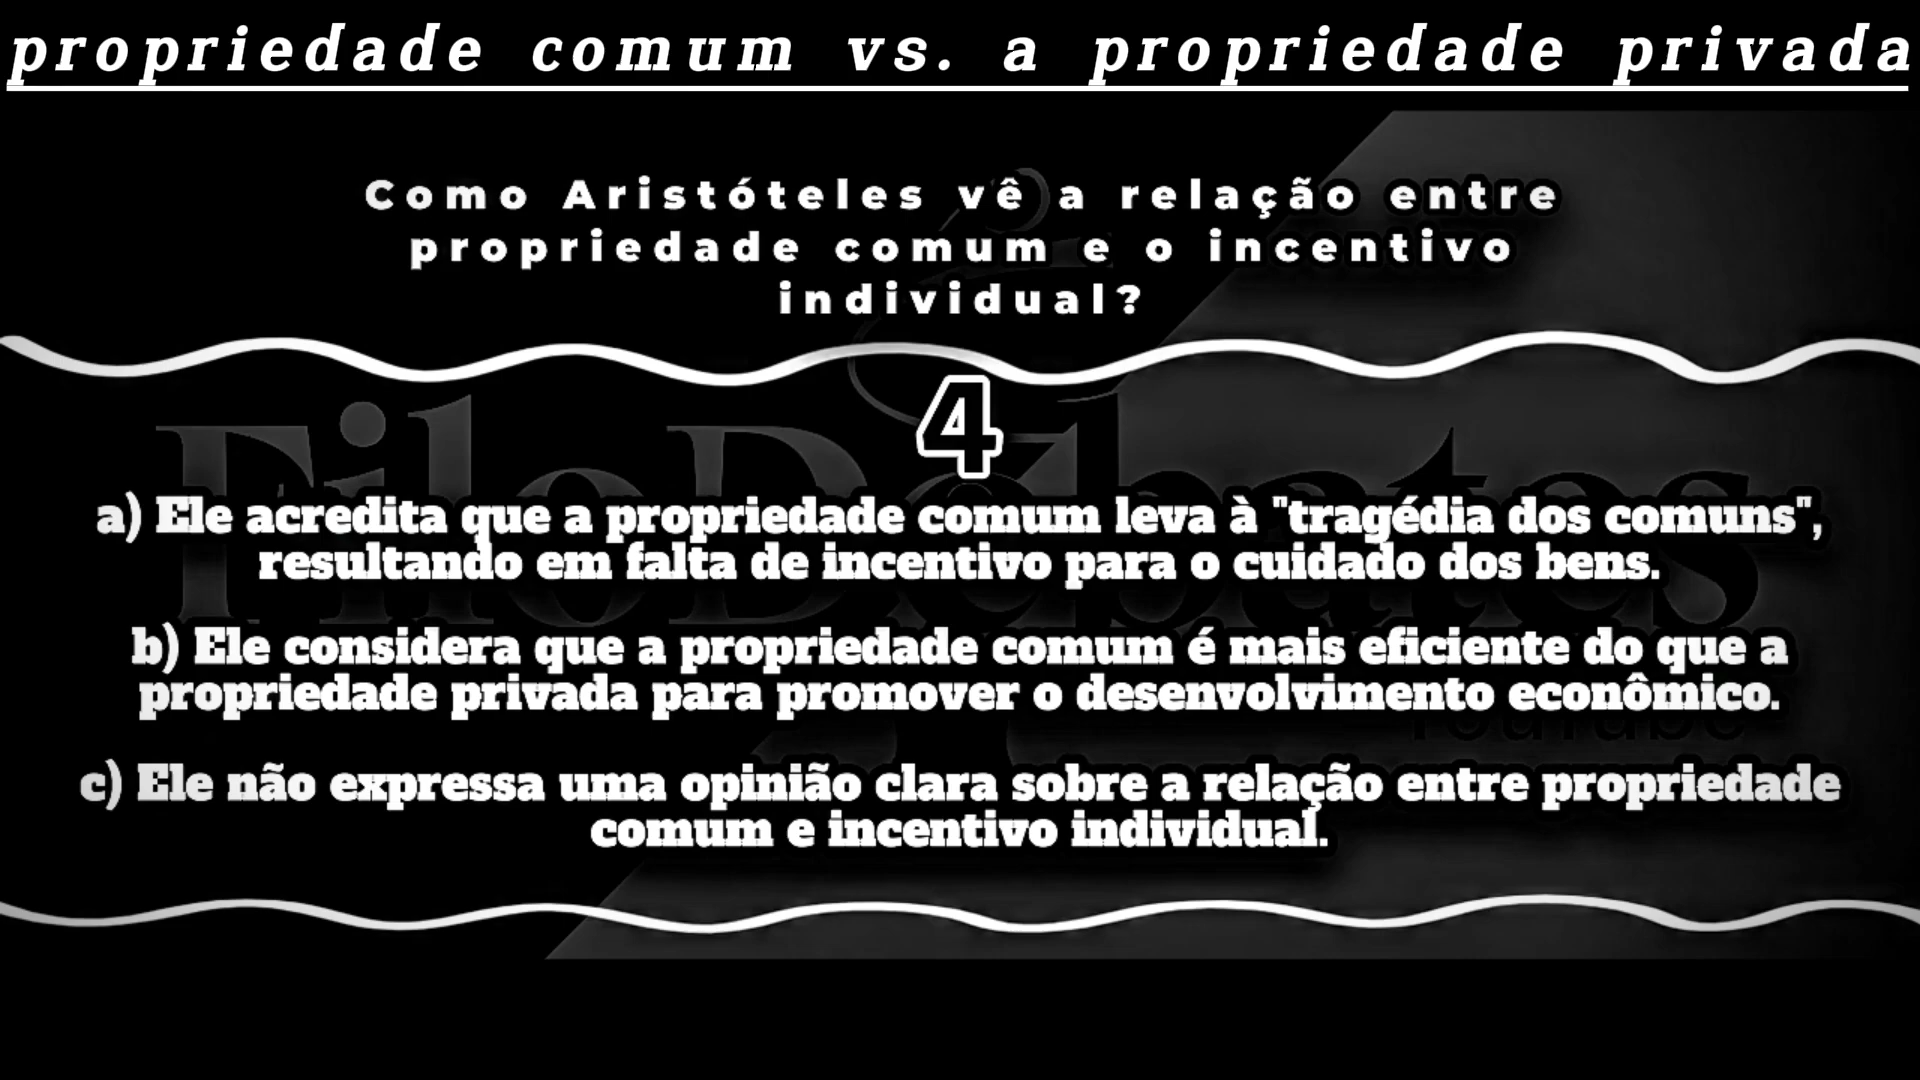 propriedade comum vs. a propriedade privada
Como Aristóteles vê a relação entre
propriedade comum e o incentivo
individual?
4
FiloDebates
a) Ele acredita que a propriedade comum leva à "tragédia dos comuns",
resultando em falta de incentivo para o cuidado dos bens.
b) Ele considera que a propriedade comum é mais eficiente do que a
propriedade privada para promover o desenvolvimento econômico.
YouTube
c) Ele não expressa uma opinião clara sobre a relação entre propriedade
comum e incentivo individual.